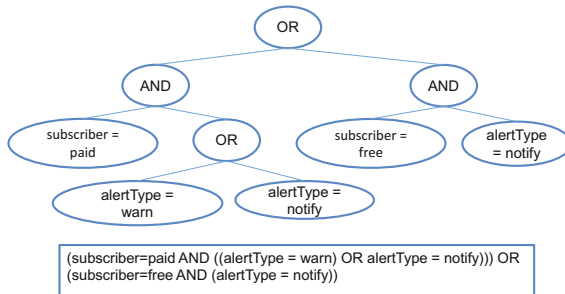 OR
AND
AND
subscriber =
paid
OR
subscriber =
free
alertType
= notify
alertType =
warn
alertType =
notify
(subscriber=paid AND ((alertType = warn) OR alertType = notify))) OR
(subscriber=free AND (alertType = notify))